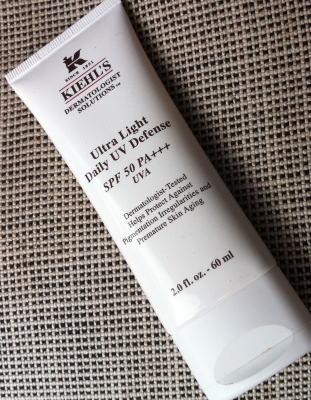 SINCE 1851
KIEHL'S
DERMATOLOGIST
SOLUTIONS™
Ultra Light
Daily UV Defense
SPF 50 PA+++
UVA
Dermatologist-Tested
Helps Protect Against
Pigmentation Irregularities and
Premature Skin Aging
2.0 fl. oz. - 60 ml